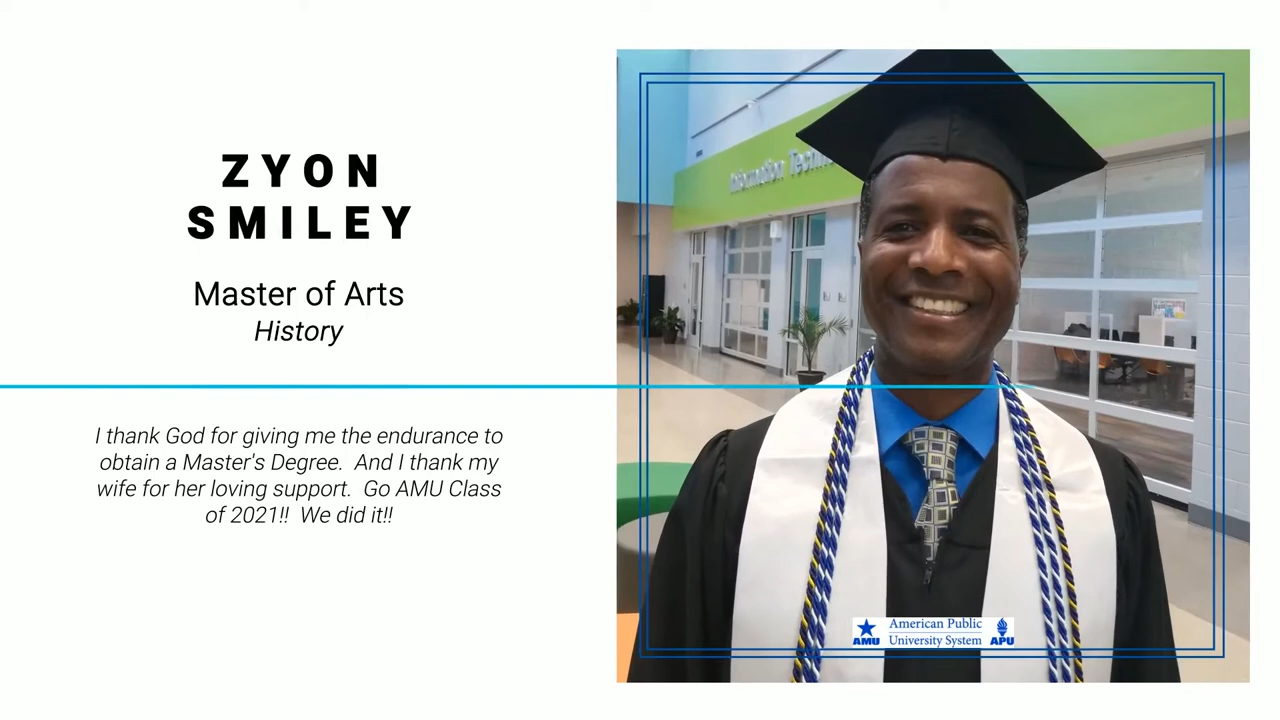 ZYON
SMILEY
Master of Arts
History
I thank God for giving me the endurance to
obtain a Master's Degree.  And I thank my
wife for her loving support.  Go AMU Class
of 2021!!  We did it!!
Information
AMU
American Public
University System
APU